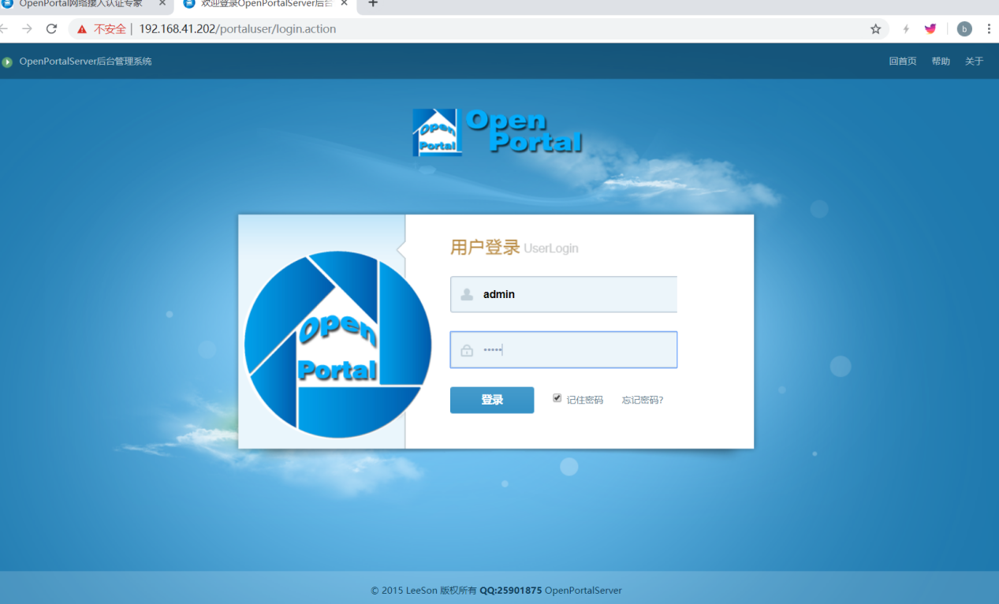 OpenPortal网络接入认证专家
欢迎登录OpenPortalServer后台
不安全 | 192.168.41.202/portaluser/login.action
b
OpenPortalServer后台管理系统
回首页 帮助 关于
Open
Portal
Open
Portal
用户登录 UserLogin
admin
•••••
Open
Portal
登录 记住密码 忘记密码?
© 2015 LeeSon 版权所有 QQ:25901875 OpenPortalServer